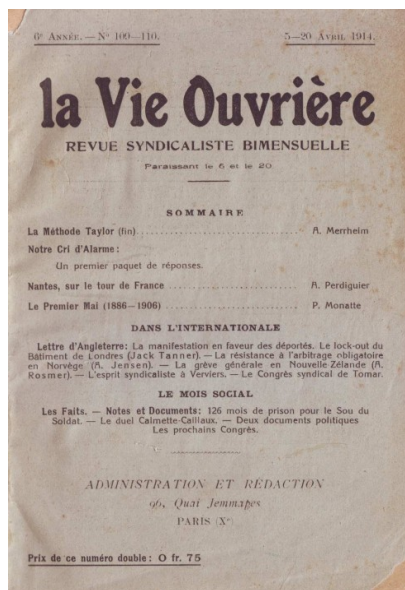 6e Année. — No 109—110.
5—20 Avril 1914.
la Vie Ouvrière
REVUE SYNDICALISTE BIMENSUELLE
Paraissant le 5 et le 20
SOMMAIRE
La Méthode Taylor (fin) ........ A. Merrheim
Notre Cri d'Alarme :
Un premier paquet de réponses.
Nantes, sur le tour de France ........ A. Perdiguier
Le Premier Mai (1886—1906) ........ P. Monatte
DANS L'INTERNATIONALE
Lettre d'Angleterre: La manifestation en faveur des déportés. Le lock-out du
Bâtiment de Londres (Jack Tanner). — La résistance à l'arbitrage obligatoire
en Norvège (A. Jensen). — La grève générale en Nouvelle-Zélande (A.
Rosmer). — L'esprit syndicaliste à Verviers. — Le Congrès syndical de Tomar.
LE MOIS SOCIAL
Les Faits. — Notes et Documents: 126 mois de prison pour le Sou du
Soldat. — Le duel Calmette-Caillaux. — Deux documents politiques
Les prochains Congrès.
ADMINISTRATION ET RÉDACTION
96, Quai Jemmapes
PARIS (Xe)
Prix de ce numéro double : 0 fr. 75